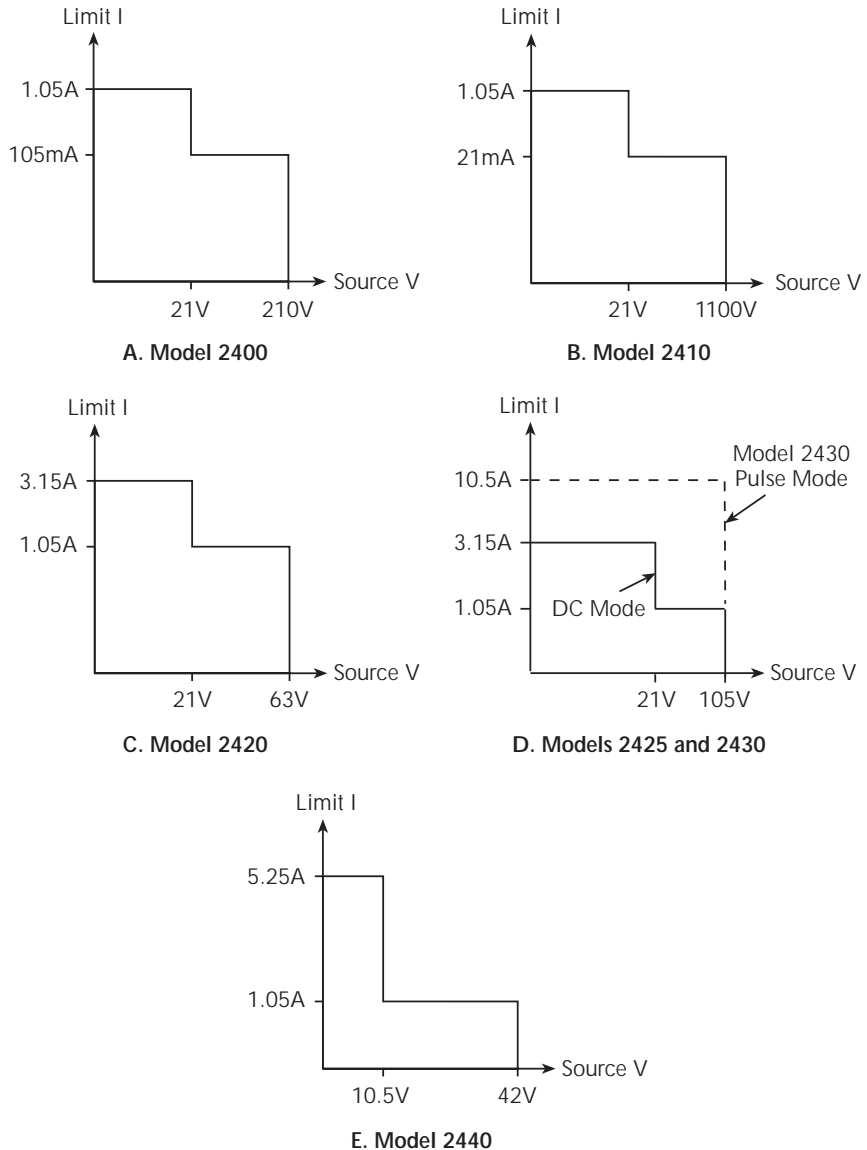 Limit I
1.05A
105mA
Source V
21V
210V
A. Model 2400
Limit I
1.05A
21mA
Source V
21V
1100V
B. Model 2410
Limit I
3.15A
1.05A
Source V
21V
63V
C. Model 2420
Limit I
Model 2430
Pulse Mode
10.5A
3.15A
DC Mode
1.05A
Source V
21V
105V
D. Models 2425 and 2430
Limit I
5.25A
1.05A
Source V
10.5V
42V
E. Model 2440